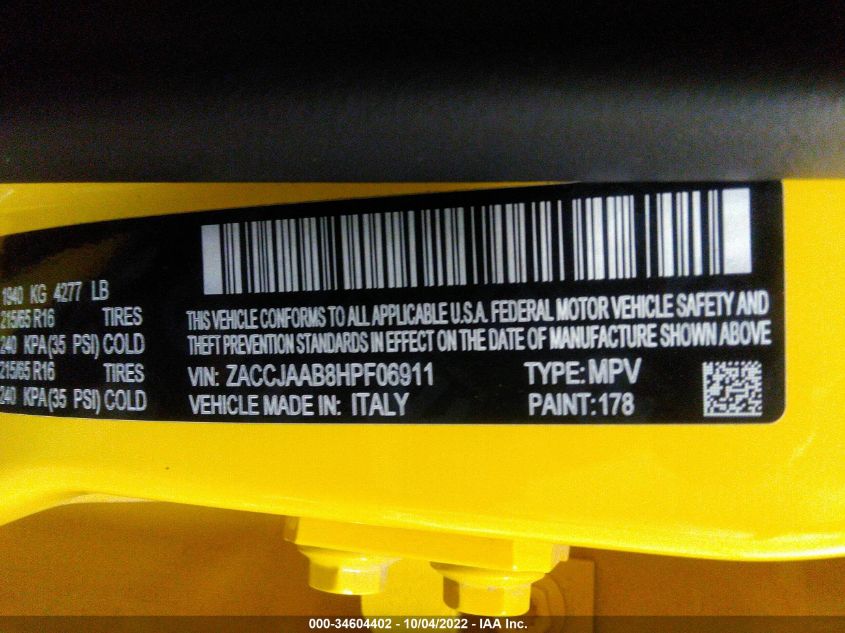 1940 KG 4277 LB
215/65 R16 TIRES
240 KPA(35 PSI) COLD
215/65 R16 TIRES
240 KPA(35 PSI) COLD
THIS VEHICLE CONFORMS TO ALL APPLICABLE U.S.A. FEDERAL MOTOR VEHICLE SAFETY AND
THEFT PREVENTION STANDARDS IN EFFECT ON THE DATE OF MANUFACTURE SHOWN ABOVE
VIN: ZACCJAAB8HPF06911 TYPE: MPV
VEHICLE MADE IN: ITALY PAINT: 178
000-34604402 - 10/04/2022 - IAA Inc.